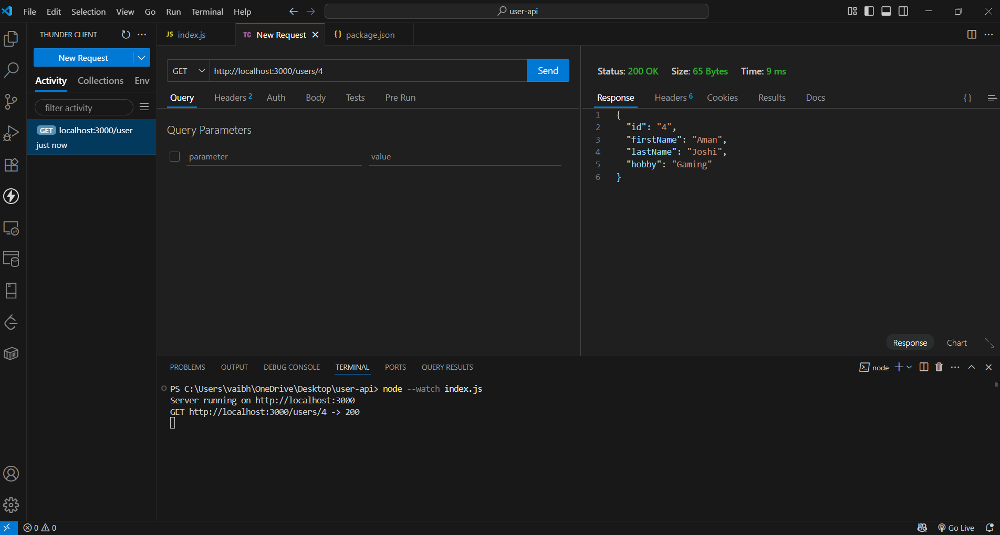 File Edit Selection View Go Run Terminal Help
user-api
THUNDER CLIENT
New Request
Activity Collections Env
filter activity
GET localhost:3000/user
just now
JS index.js
TC New Request
{} package.json
GET http://localhost:3000/users/4 Send
Query Headers 2 Auth Body Tests Pre Run
Query Parameters
parameter value
Status: 200 OK Size: 65 Bytes Time: 9 ms
Response Headers 6 Cookies Results Docs {}
1 {
2 "id": "4",
3 "firstName": "Aman",
4 "lastName": "Joshi",
5 "hobby": "Gaming"
6 }
Response Chart
PROBLEMS OUTPUT DEBUG CONSOLE TERMINAL PORTS QUERY RESULTS
node
PS C:\Users\vaibh\OneDrive\Desktop\user-api> node --watch index.js
Server running on http://localhost:3000
GET http://localhost:3000/users/4 -> 200
0 0
Go Live